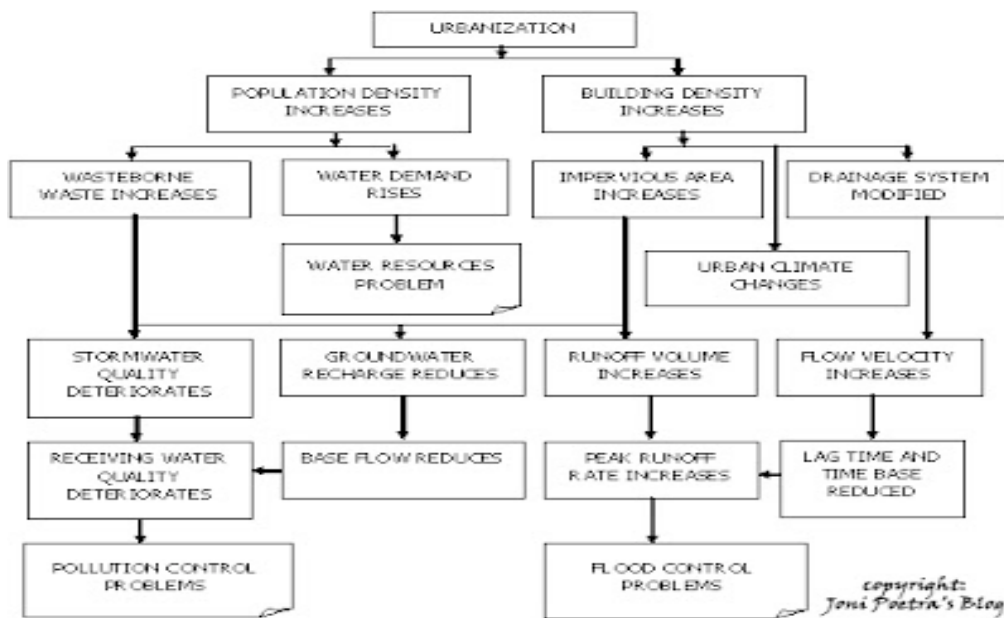 URBANIZATION
POPULATION DENSITY
INCREASES
BUILDING DENSITY
INCREASES
WASTEBORNE
WASTE INCREASES
WATER DEMAND
RISES
IMPERVIOUS AREA
INCREASES
DRAINAGE SYSTEM
MODIFIED
WATER RESOURCES
PROBLEM
URBAN CLIMATE
CHANGES
STORMWATER
QUALITY
DETERIORATES
GROUNDWATER
RECHARGE REDUCES
RUNOFF VOLUME
INCREASES
FLOW VELOCITY
INCREASES
RECEIVING WATER
QUALITY
DETERIORATES
BASE FLOW REDUCES
PEAK RUNOFF
RATE INCREASES
LAG TIME AND
TIME BASE
REDUCED
POLLUTION CONTROL
PROBLEMS
FLOOD CONTROL
PROBLEMS
copyright:
Joni Poetra's Blog